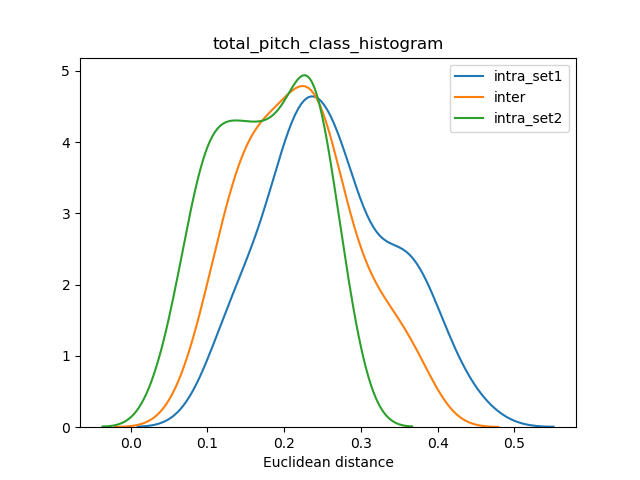 total_pitch_class_histogram
intra_set1
inter
intra_set2
5
4
3
2
1
0
0.0 0.1 0.2 0.3 0.4 0.5
Euclidean distance